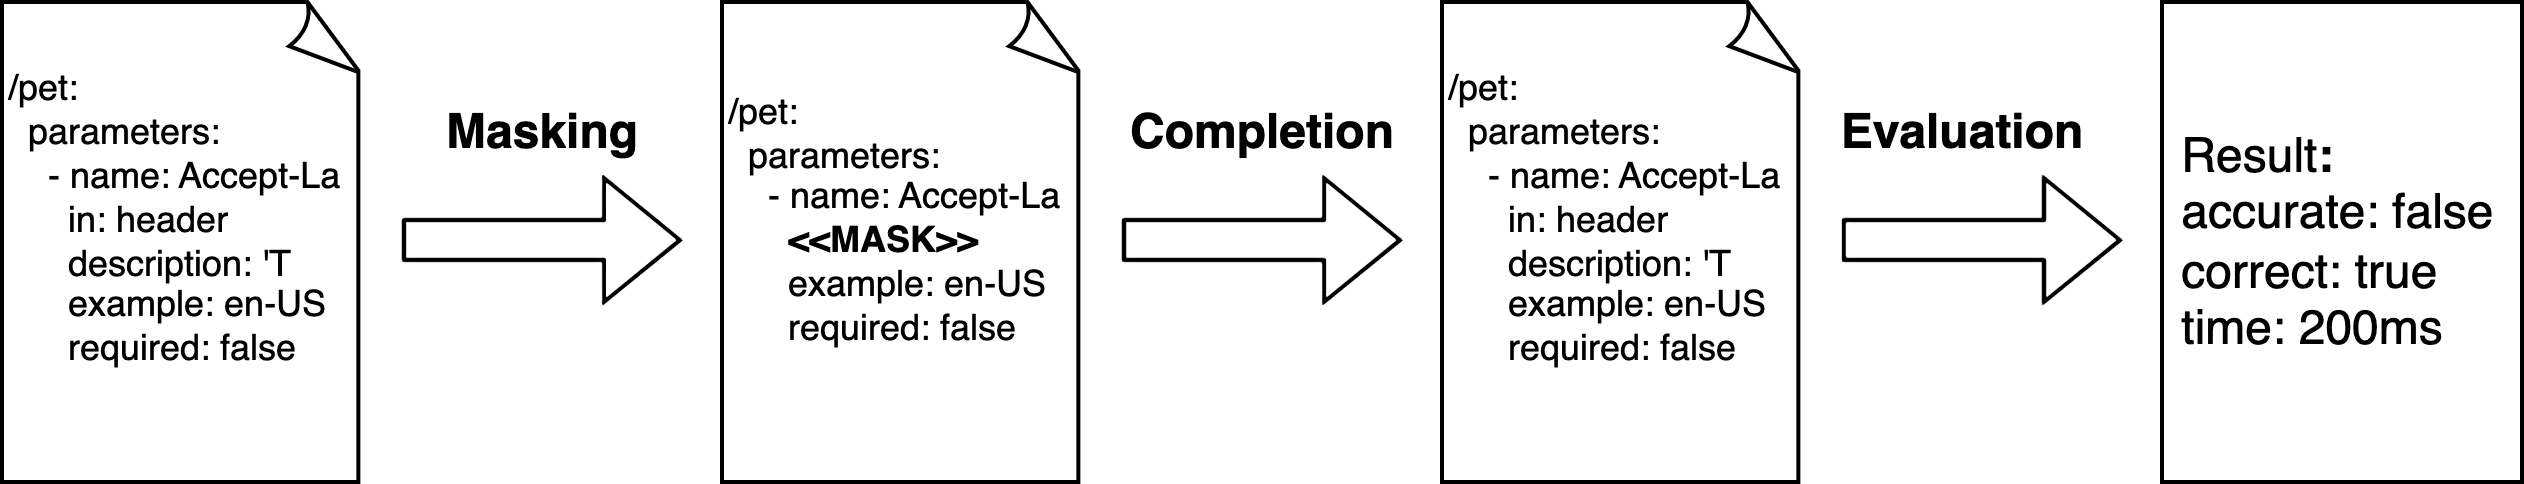 /pet:
parameters:
- name: Accept-La
in: header
description: 'T
example: en-US
required: false
Masking
/pet:
parameters:
- name: Accept-La
<<MASK>>
example: en-US
required: false
Completion
/pet:
parameters:
- name: Accept-La
in: header
description: 'T
example: en-US
required: false
Evaluation
Result:
accurate: false
correct: true
time: 200ms